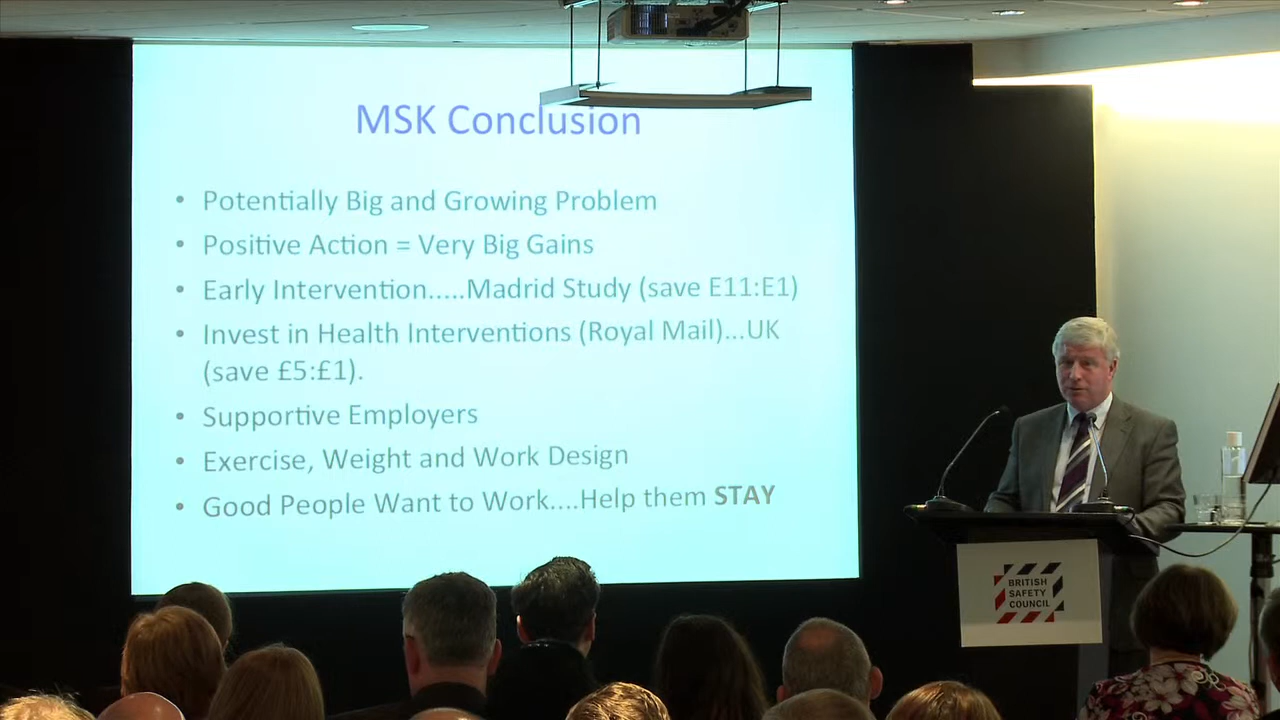 MSK Conclusion
• Potentially Big and Growing Problem
• Positive Action = Very Big Gains
• Early Intervention.....Madrid Study (save E11:E1)
• Invest in Health Interventions (Royal Mail)...UK
(save £5:£1).
• Supportive Employers
• Exercise, Weight and Work Design
• Good People Want to Work....Help them STAY
BRITISH
SAFETY
COUNCIL